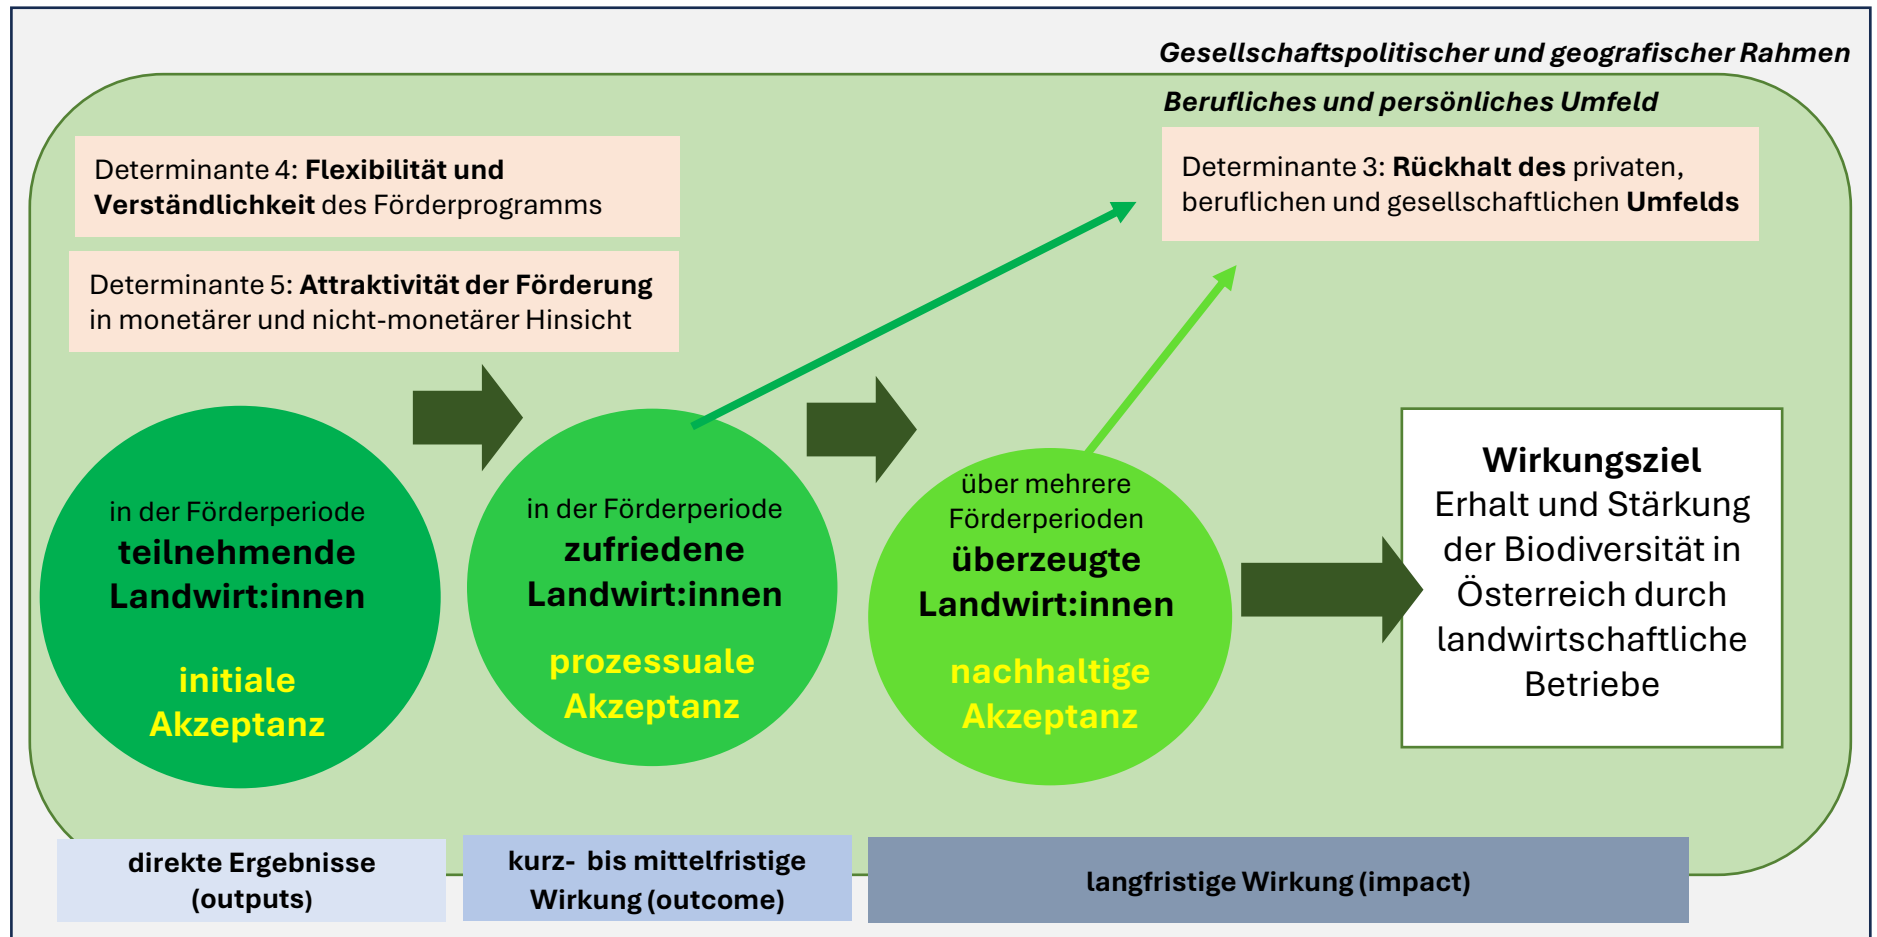 Gesellschaftspolitischer und geografischer Rahmen
Berufliches und persönliches Umfeld
Determinante 4: Flexibilität und
Verständlichkeit des Förderprogramms
Determinante 3: Rückhalt des privaten,
beruflichen und gesellschaftlichen Umfelds
Determinante 5: Attraktivität der Förderung
in monetärer und nicht-monetärer Hinsicht
in der Förderperiode
teilnehmende
Landwirt:innen
initiale
Akzeptanz
in der Förderperiode
zufriedene
Landwirt:innen
prozessuale
Akzeptanz
über mehrere
Förderperioden
überzeugte
Landwirt:innen
nachhaltige
Akzeptanz
Wirkungsziel
Erhalt und Stärkung
der Biodiversität in
Österreich durch
landwirtschaftliche
Betriebe
direkte Ergebnisse
(outputs)
kurz- bis mittelfristige
Wirkung (outcome)
langfristige Wirkung (impact)